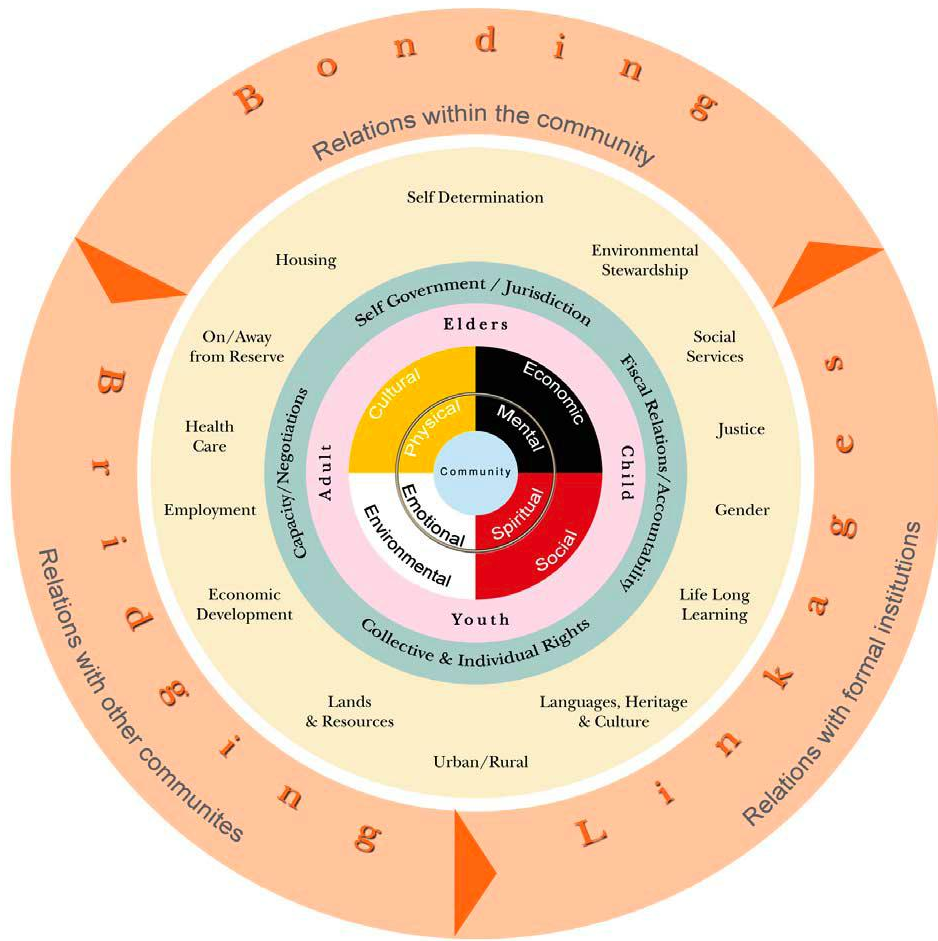 Bonding
Relations within the community
Self Determination
Housing
Environmental
Stewardship
Self Government / Jurisdiction
Elders
On/Away
from Reserve
Social
Services
Cultural
Economic
Fiscal Relations/Accountability
Physical
Mental
Bridging
Linkages
Capacity/Negotiations
Adult
Child
Health
Care
Justice
Community
Employment
Gender
Emotional
Spiritual
Environmental
Social
Economic
Development
Life Long
Learning
Youth
Collective & Individual Rights
Relations with other communites
Relations with formal institutions
Lands
& Resources
Languages, Heritage
& Culture
Urban/Rural